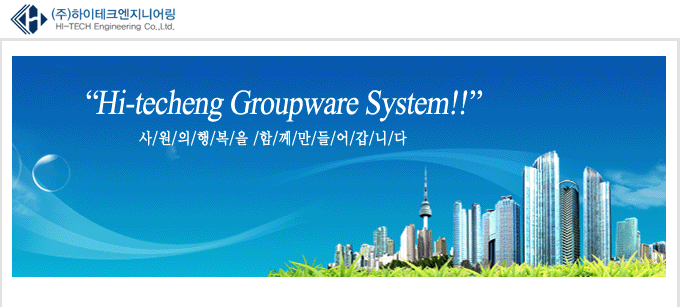 (주)하이테크엔지니어링
HI-TECH Engineering Co.,Ltd.
“Hi-techeng Groupware System!!”
사/원/의/행/복/을 /함/께/만/들/어/갑/니/다